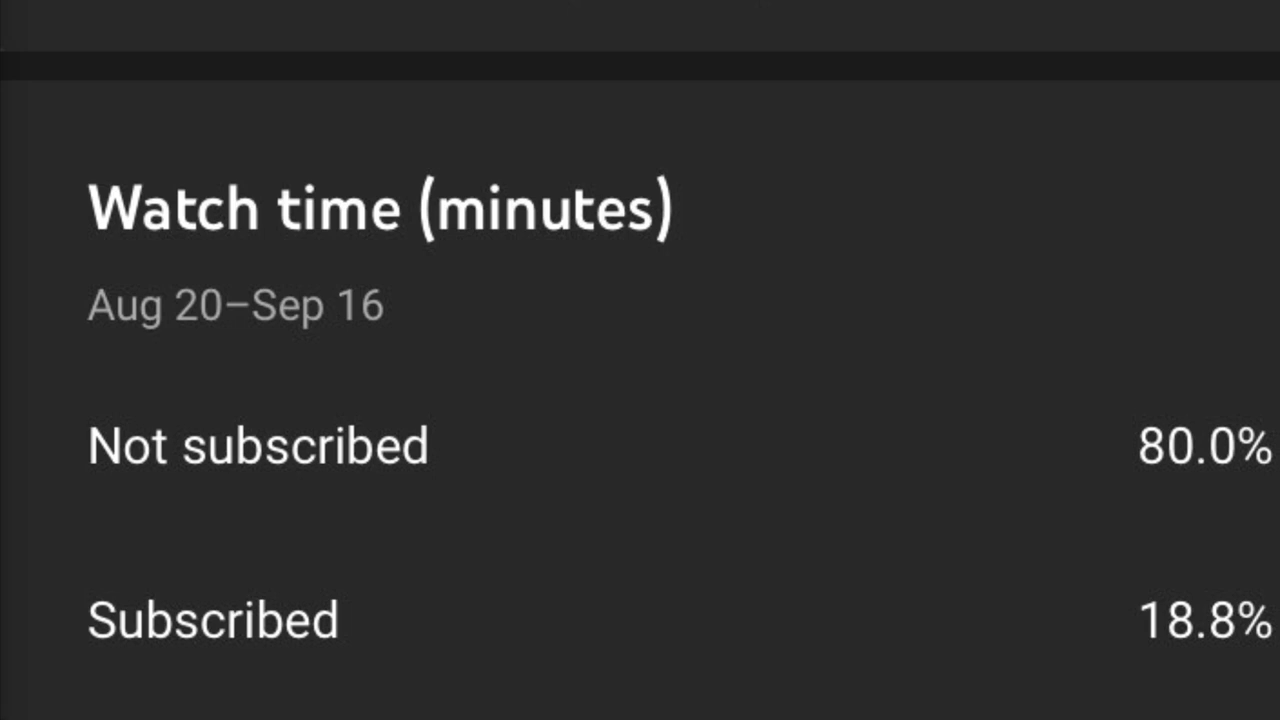 Watch time (minutes)
Aug 20–Sep 16
Not subscribed 80.0%
Subscribed 18.8%